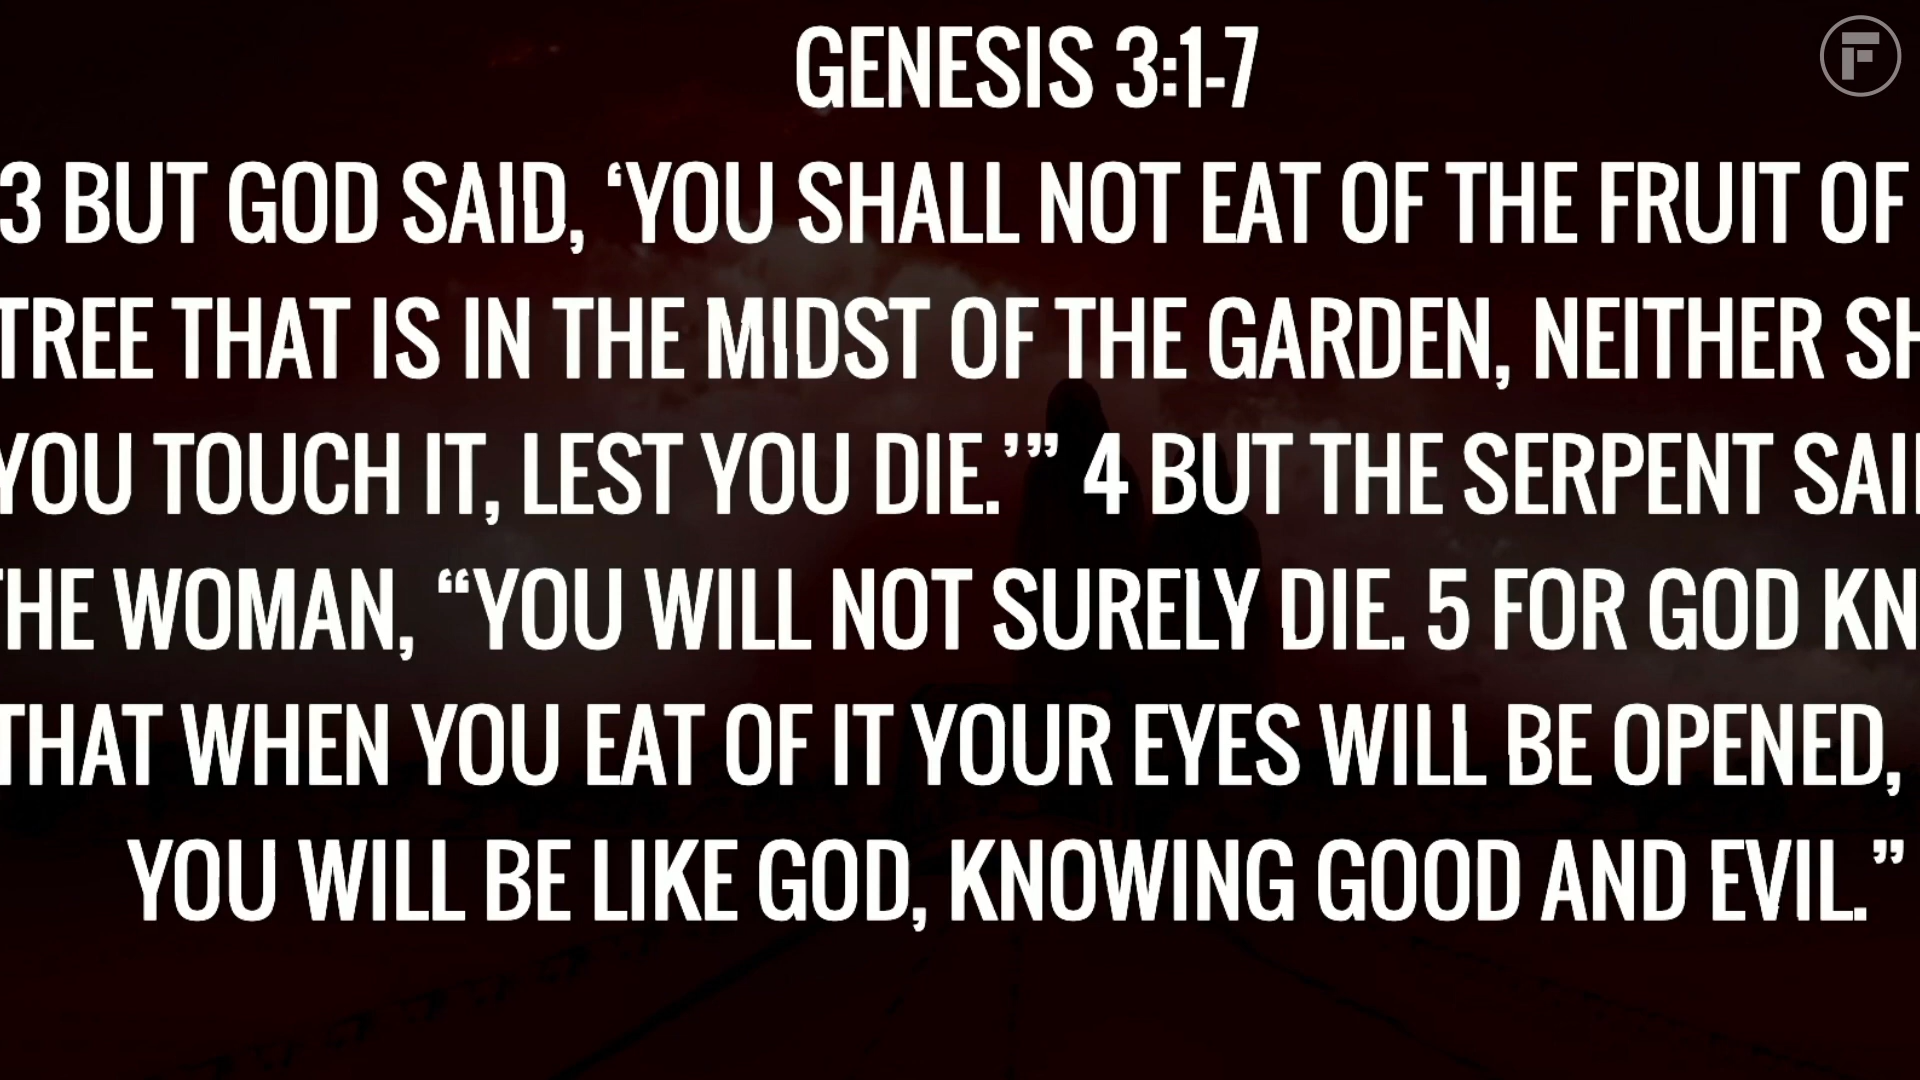 GENESIS 3:1-7
3 BUT GOD SAID, ‘YOU SHALL NOT EAT OF THE FRUIT OF
TREE THAT IS IN THE MIDST OF THE GARDEN, NEITHER SH
YOU TOUCH IT, LEST YOU DIE.’” 4 BUT THE SERPENT SAI
THE WOMAN, “YOU WILL NOT SURELY DIE. 5 FOR GOD KN
THAT WHEN YOU EAT OF IT YOUR EYES WILL BE OPENED,
YOU WILL BE LIKE GOD, KNOWING GOOD AND EVIL.”